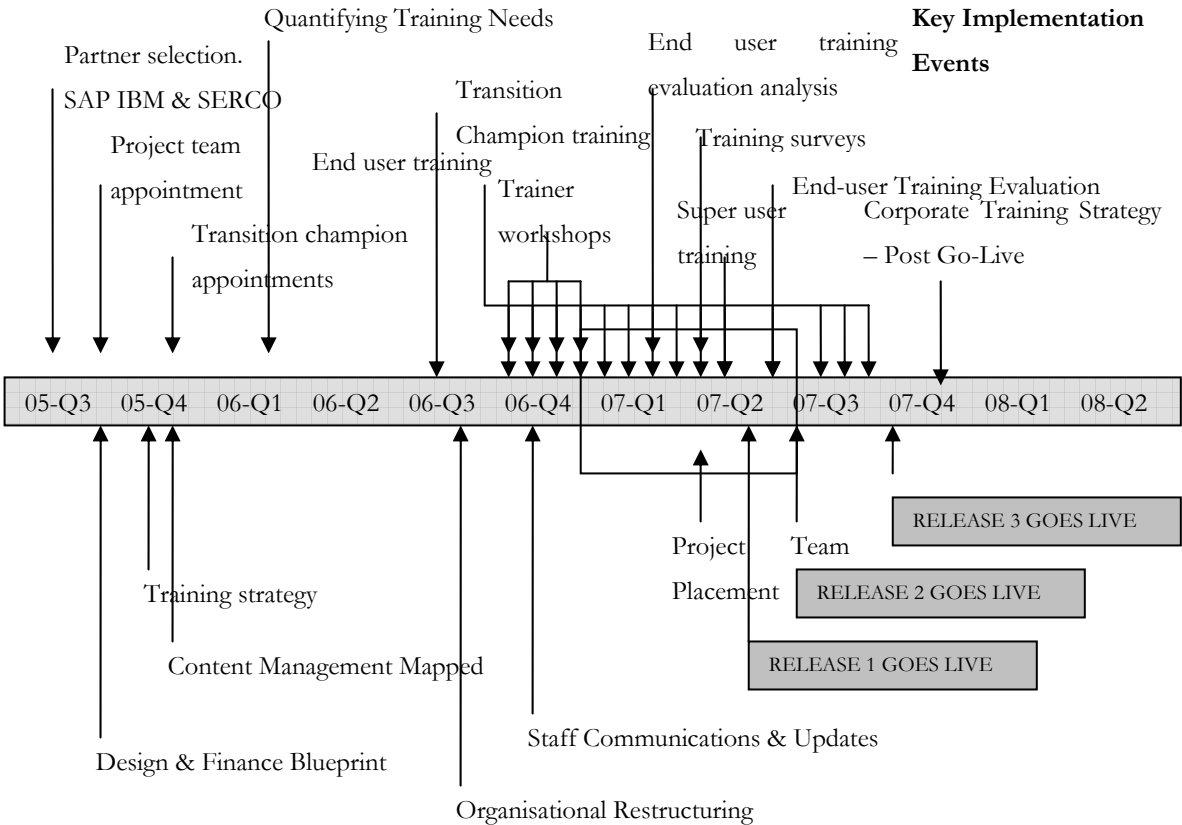 Quantifying Training Needs
Key Implementation
Events
End user training
evaluation analysis
Partner selection.
SAP IBM & SERCO
Transition
Champion training
Project team
appointment
End user training
Training surveys
Trainer
workshops
End-user Training Evaluation
Super user
training
Corporate Training Strategy
– Post Go-Live
Transition champion
appointments
05-Q3 05-Q4 06-Q1 06-Q2 06-Q3 06-Q4 07-Q1 07-Q2 07-Q3 07-Q4 08-Q1 08-Q2
RELEASE 3 GOES LIVE
Project Team
Placement
RELEASE 2 GOES LIVE
Training strategy
Content Management Mapped
RELEASE 1 GOES LIVE
Staff Communications & Updates
Design & Finance Blueprint
Organisational Restructuring